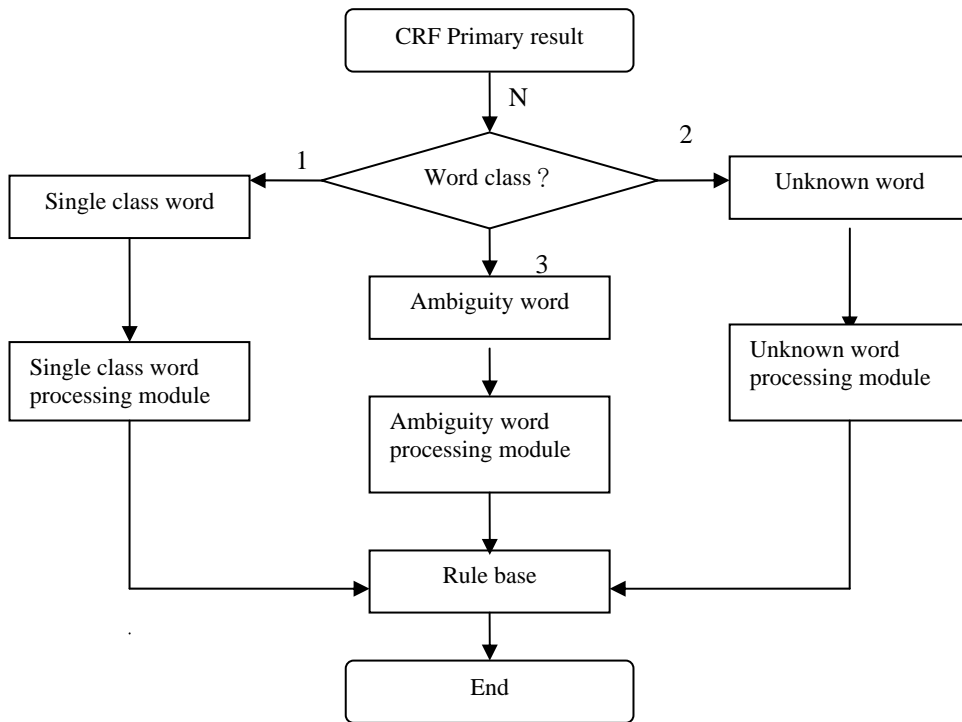 CRF Primary result
N
1
2
Word class？
Single class word
Unknown word
3
Ambiguity word
Single class word
processing module
Unknown word
processing module
Ambiguity word
processing module
Rule base
End